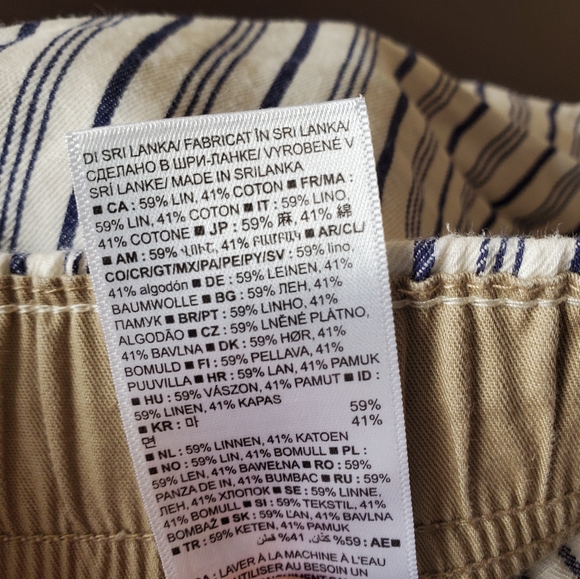 DI SRI LANKA/ FABRICAT ÎN SRI LANKA/
СДЕЛАНО В ШРИ-ЛАНКЕ/ VYROBENÉ V
SRÍ LANKE/ MADE IN SRILANKA
■ CA : 59% LIN, 41% COTON ■ FR/MA :
59% LIN, 41% COTON ■ IT : 59% LINO,
41% COTONE ■ JP : 59% 麻, 41% 綿
■ AM : 59% ՎՈՒՇ, 41% ԲԱՄԲԱԿ ■ AR/CL/
CO/CR/GT/MX/PA/PE/PY/SV : 59% lino,
41% algodón ■ DE : 59% LEINEN, 41%
BAUMWOLLE ■ BG : 59% ЛЕН, 41%
ПАМУК ■ BR/PT : 59% LINHO, 41%
ALGODÃO ■ CZ : 59% LNĚNÉ PLÁTNO,
41% BAVLNA ■ DK : 59% HØR, 41%
BOMULD ■ FI : 59% PELLAVA, 41%
PUUVILLA ■ HR : 59% LAN, 41% PAMUK
■ HU : 59% VÁSZON, 41% PAMUT ■ ID :
59% LINEN, 41% KAPAS
■ KR : 마 59%
면 41%
■ NL : 59% LINNEN, 41% KATOEN
■ NO : 59% LIN, 41% BOMULL ■ PL :
59% LEN, 41% BAWEŁNA ■ RO : 59%
PANZA DE IN, 41% BUMBAC ■ RU : 59%
ЛЕН, 41% ХЛОПОК ■ SE : 59% LINNE,
41% BOMULL ■ SI : 59% TEKSTIL, 41%
BOMBAŽ ■ SK : 59% ĽAN, 41% BAVLNA
■ TR : 59% KETEN, 41% PAMUK
■ AE : 59% كتان, 41% قطن
: LAVER À LA MACHINE À L'EAU
UTILISER AU BESOIN UN